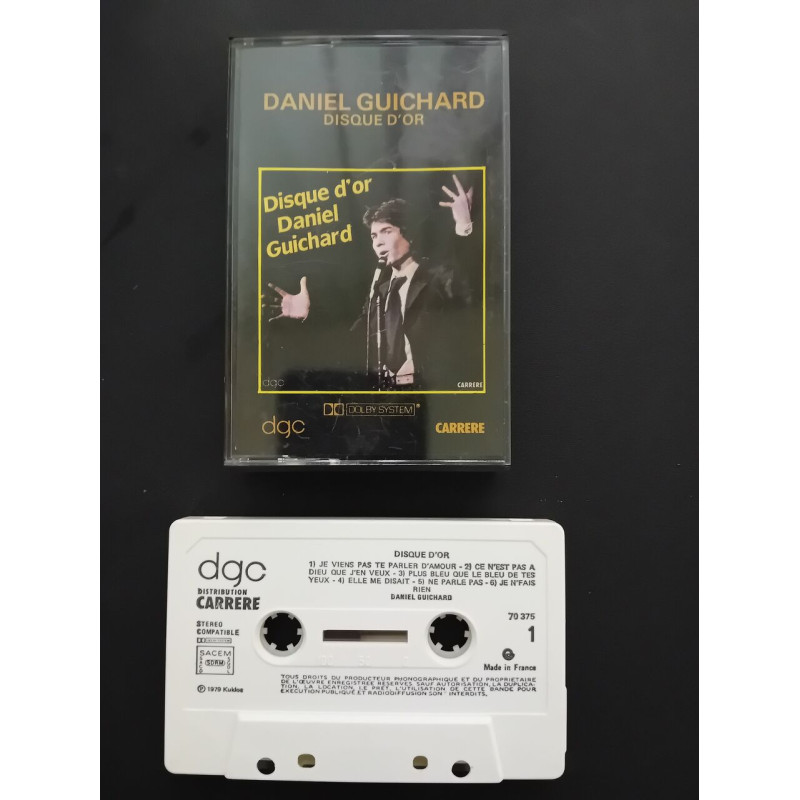 DANIEL GUICHARD
DISQUE D'OR
Disque d'or
Daniel
Guichard
dgc
CARRERE
DOLBY SYSTEM
dgc
CARRERE
dgc
DISTRIBUTION
CARRERE
STEREO
COMPATIBLE
SACEM
SDRM
℗ 1979 Kuklos
DISQUE D'OR
1) JE VIENS PAS TE PARLER D'AMOUR - 2) CE N'EST PAS A
DIEU QUE J'EN VEUX - 3) PLUS BLEU QUE LE BLEU DE TES
YEUX - 4) ELLE ME DISAIT - 5) NE PARLE PAS - 6) JE N'FAIS
RIEN
DANIEL GUICHARD
70 375
1
Made in France
TOUS DROITS DU PRODUCTEUR PHONOGRAPHIQUE ET DU PROPRIETAIRE
DE L'ŒUVRE ENREGISTREE RESERVES SAUF AUTORISATION, LA DUPLICA-
TION, LA LOCATION, LE PRET, L'UTILISATION DE CETTE BANDE POUR
EXECUTION PUBLIQUE ET RADIODIFFUSION SONT INTERDITS.